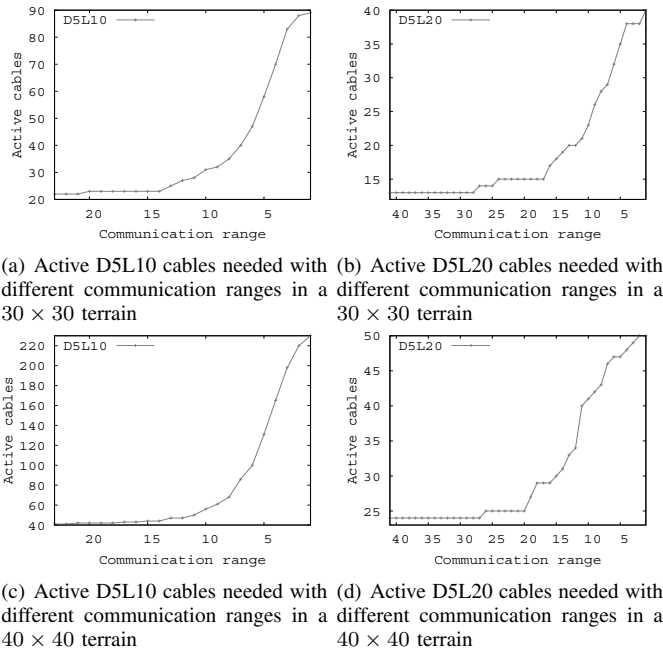 90
80
70
60
50
40
30
20
Active cables
D5L10
20 15 10 5
Communication range
40
35
30
25
20
15
Active cables
D5L20
40 35 30 25 20 15 10 5
Communication range
(a) Active D5L10 cables needed with
different communication ranges in a
30 × 30 terrain
(b) Active D5L20 cables needed with
different communication ranges in a
30 × 30 terrain
220
200
180
160
140
120
100
80
60
40
Active cables
D5L10
20 15 10 5
Communication range
50
45
40
35
30
25
Active cables
D5L20
40 35 30 25 20 15 10 5
Communication range
(c) Active D5L10 cables needed with
different communication ranges in a
40 × 40 terrain
(d) Active D5L20 cables needed with
different communication ranges in a
40 × 40 terrain